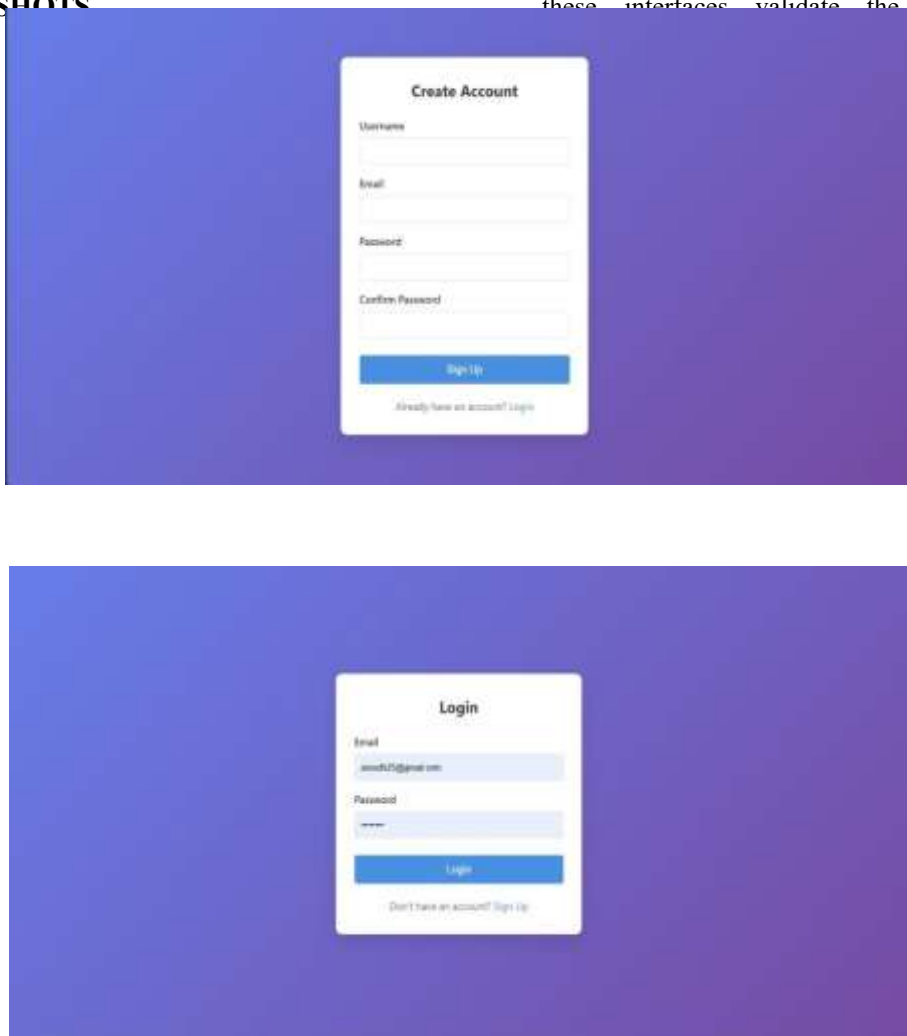 SHOTS
these interfaces validate the
Create Account
Username
Email
Password
Confirm Password
Sign Up
Already have an account? Login
Login
Email
Password
Login
Don't have an account? Sign Up